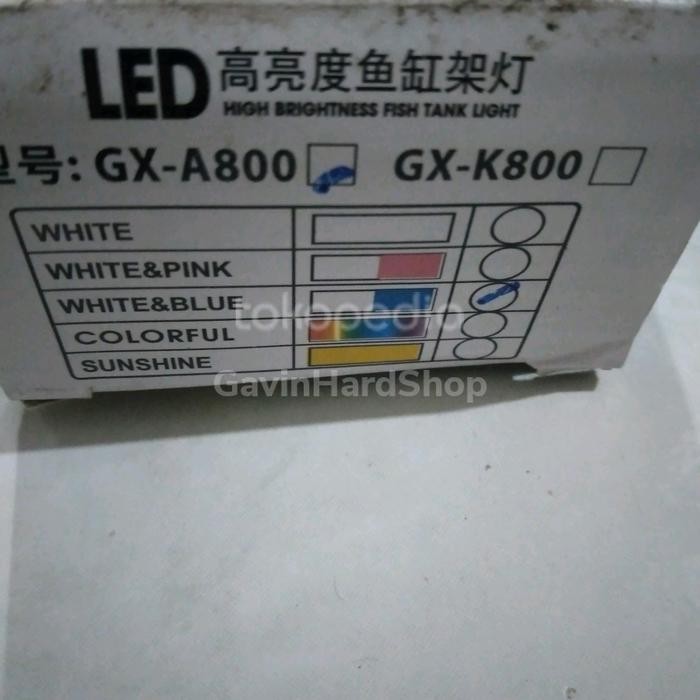 LED 高亮度鱼缸架灯
HIGH BRIGHTNESS FISH TANK LIGHT
型号: GX-A800 GX-K800
WHITE
WHITE&PINK
WHITE&BLUE
tokopedia
COLORFUL
SUNSHINE
GavinHardShop